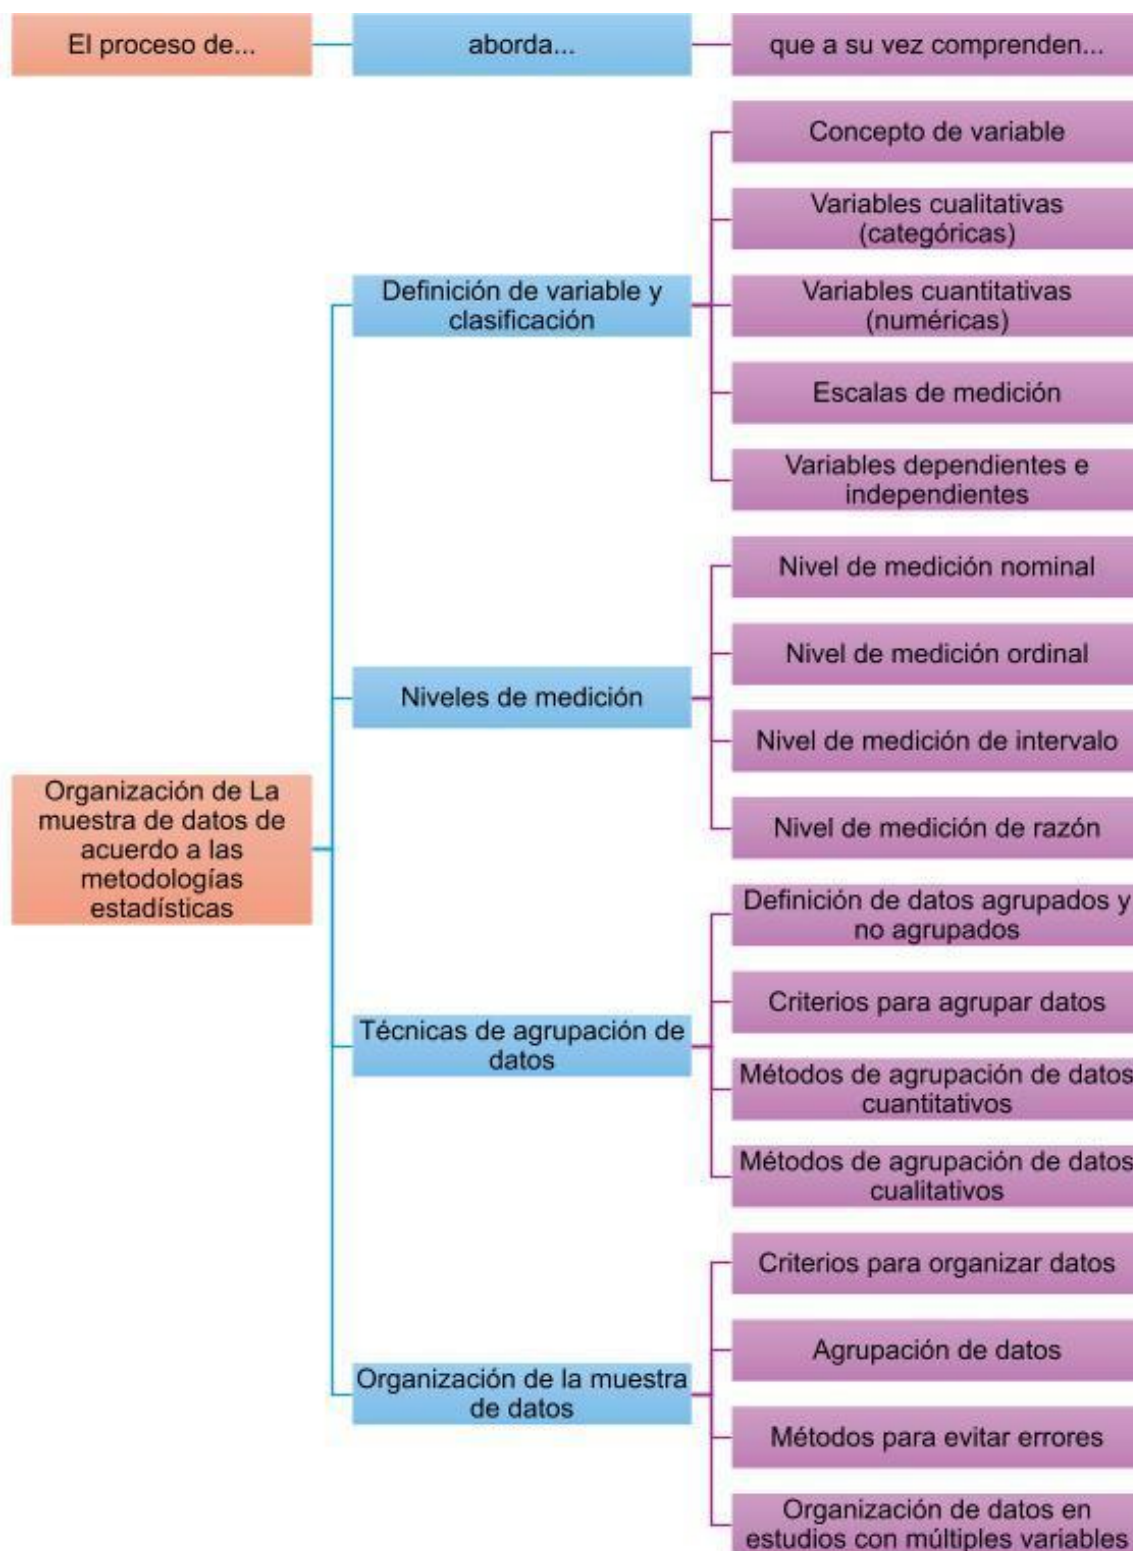 El proceso de...
aborda...
que a su vez comprenden...
Concepto de variable
Variables cualitativas
(categóricas)
Definición de variable y
clasificación
Variables cuantitativas
(numéricas)
Escalas de medición
Variables dependientes e
independientes
Nivel de medición nominal
Nivel de medición ordinal
Niveles de medición
Nivel de medición de intervalo
Nivel de medición de razón
Organización de La
muestra de datos de
acuerdo a las
metodologías
estadísticas
Definición de datos agrupados y
no agrupados
Criterios para agrupar datos
Técnicas de agrupación de
datos
Métodos de agrupación de datos
cuantitativos
Métodos de agrupación de datos
cualitativos
Criterios para organizar datos
Agrupación de datos
Organización de la muestra
de datos
Métodos para evitar errores
Organización de datos en
estudios con múltiples variables